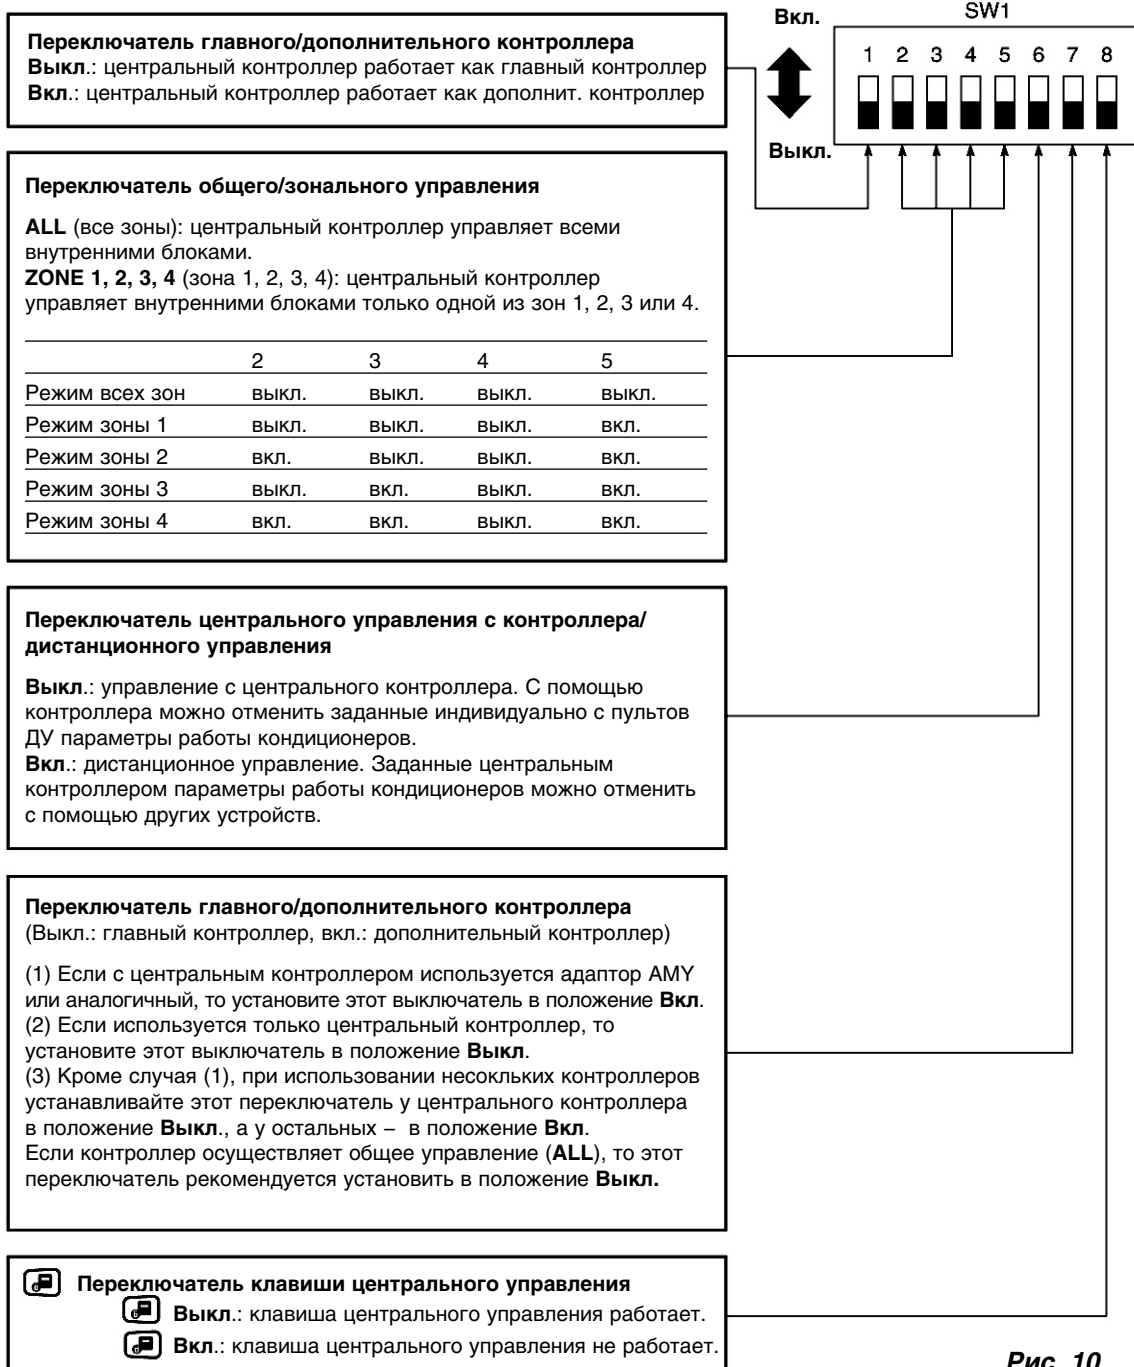 Переключатель главного/дополнительного контроллера
Выкл.: центральный контроллер работает как главный контроллер
Вкл.: центральный контроллер работает как дополнит. контроллер
Вкл.
Выкл.
SW1
1 2 3 4 5 6 7 8
Переключатель общего/зонального управления
ALL (все зоны): центральный контроллер управляет всеми
внутренними блоками.
ZONE 1, 2, 3, 4 (зона 1, 2, 3, 4): центральный контроллер
управляет внутренними блоками только одной из зон 1, 2, 3 или 4.
2 3 4 5
Режим всех зон выкл. выкл. выкл. выкл.
Режим зоны 1 выкл. выкл. выкл. вкл.
Режим зоны 2 вкл. выкл. выкл. вкл.
Режим зоны 3 выкл. вкл. выкл. вкл.
Режим зоны 4 вкл. вкл. выкл. вкл.
Переключатель центрального управления с контроллера/
дистанционного управления
Выкл.: управление с центрального контроллера. С помощью
контроллера можно отменить заданные индивидуально с пультов
ДУ параметры работы кондиционеров.
Вкл.: дистанционное управление. Заданные центральным
контроллером параметры работы кондиционеров можно отменить
с помощью других устройств.
Переключатель главного/дополнительного контроллера
(Выкл.: главный контроллер, вкл.: дополнительный контроллер)
(1) Если с центральным контроллером используется адаптор AMY
или аналогичный, то установите этот выключатель в положение Вкл.
(2) Если используется только центральный контроллер, то
установите этот выключатель в положение Выкл.
(3) Кроме случая (1), при использовании несокльких контроллеров
устанавливайте этот переключатель у центрального контроллера
в положение Выкл., а у остальных – в положение Вкл.
Если контроллер осуществляет общее управление (ALL), то этот
переключатель рекомендуется установить в положение Выкл.
Переключатель клавиши центрального управления
Выкл.: клавиша центрального управления работает.
Вкл.: клавиша центрального управления не работает.
Рис. 10